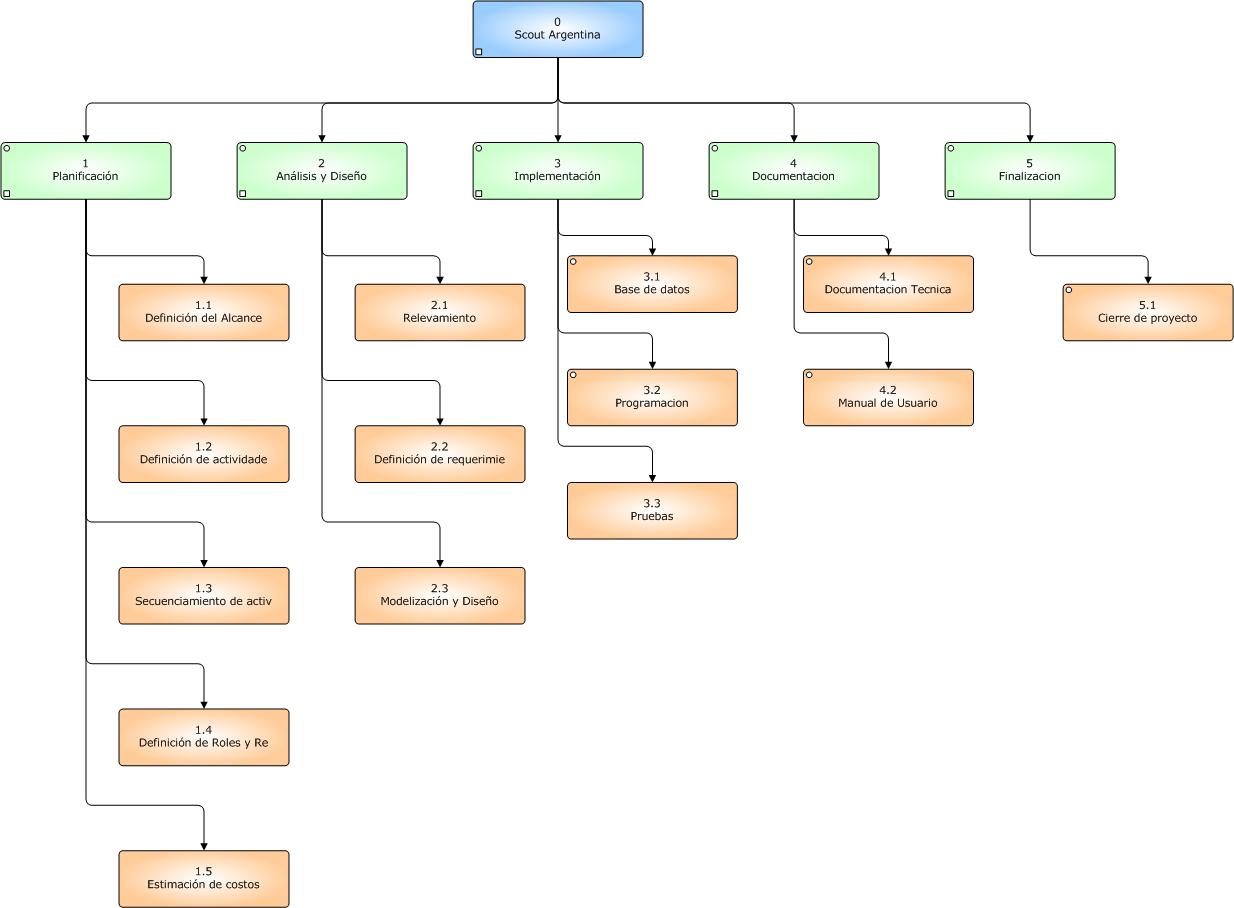 0
Scout Argentina
1
Planificación
2
Análisis y Diseño
3
Implementación
4
Documentacion
5
Finalizacion
1.1
Definición del Alcance
1.2
Definición de actividade
1.3
Secuenciamiento de activ
1.4
Definición de Roles y Re
1.5
Estimación de costos
2.1
Relevamiento
2.2
Definición de requerimie
2.3
Modelización y Diseño
3.1
Base de datos
3.2
Programacion
3.3
Pruebas
4.1
Documentacion Tecnica
4.2
Manual de Usuario
5.1
Cierre de proyecto